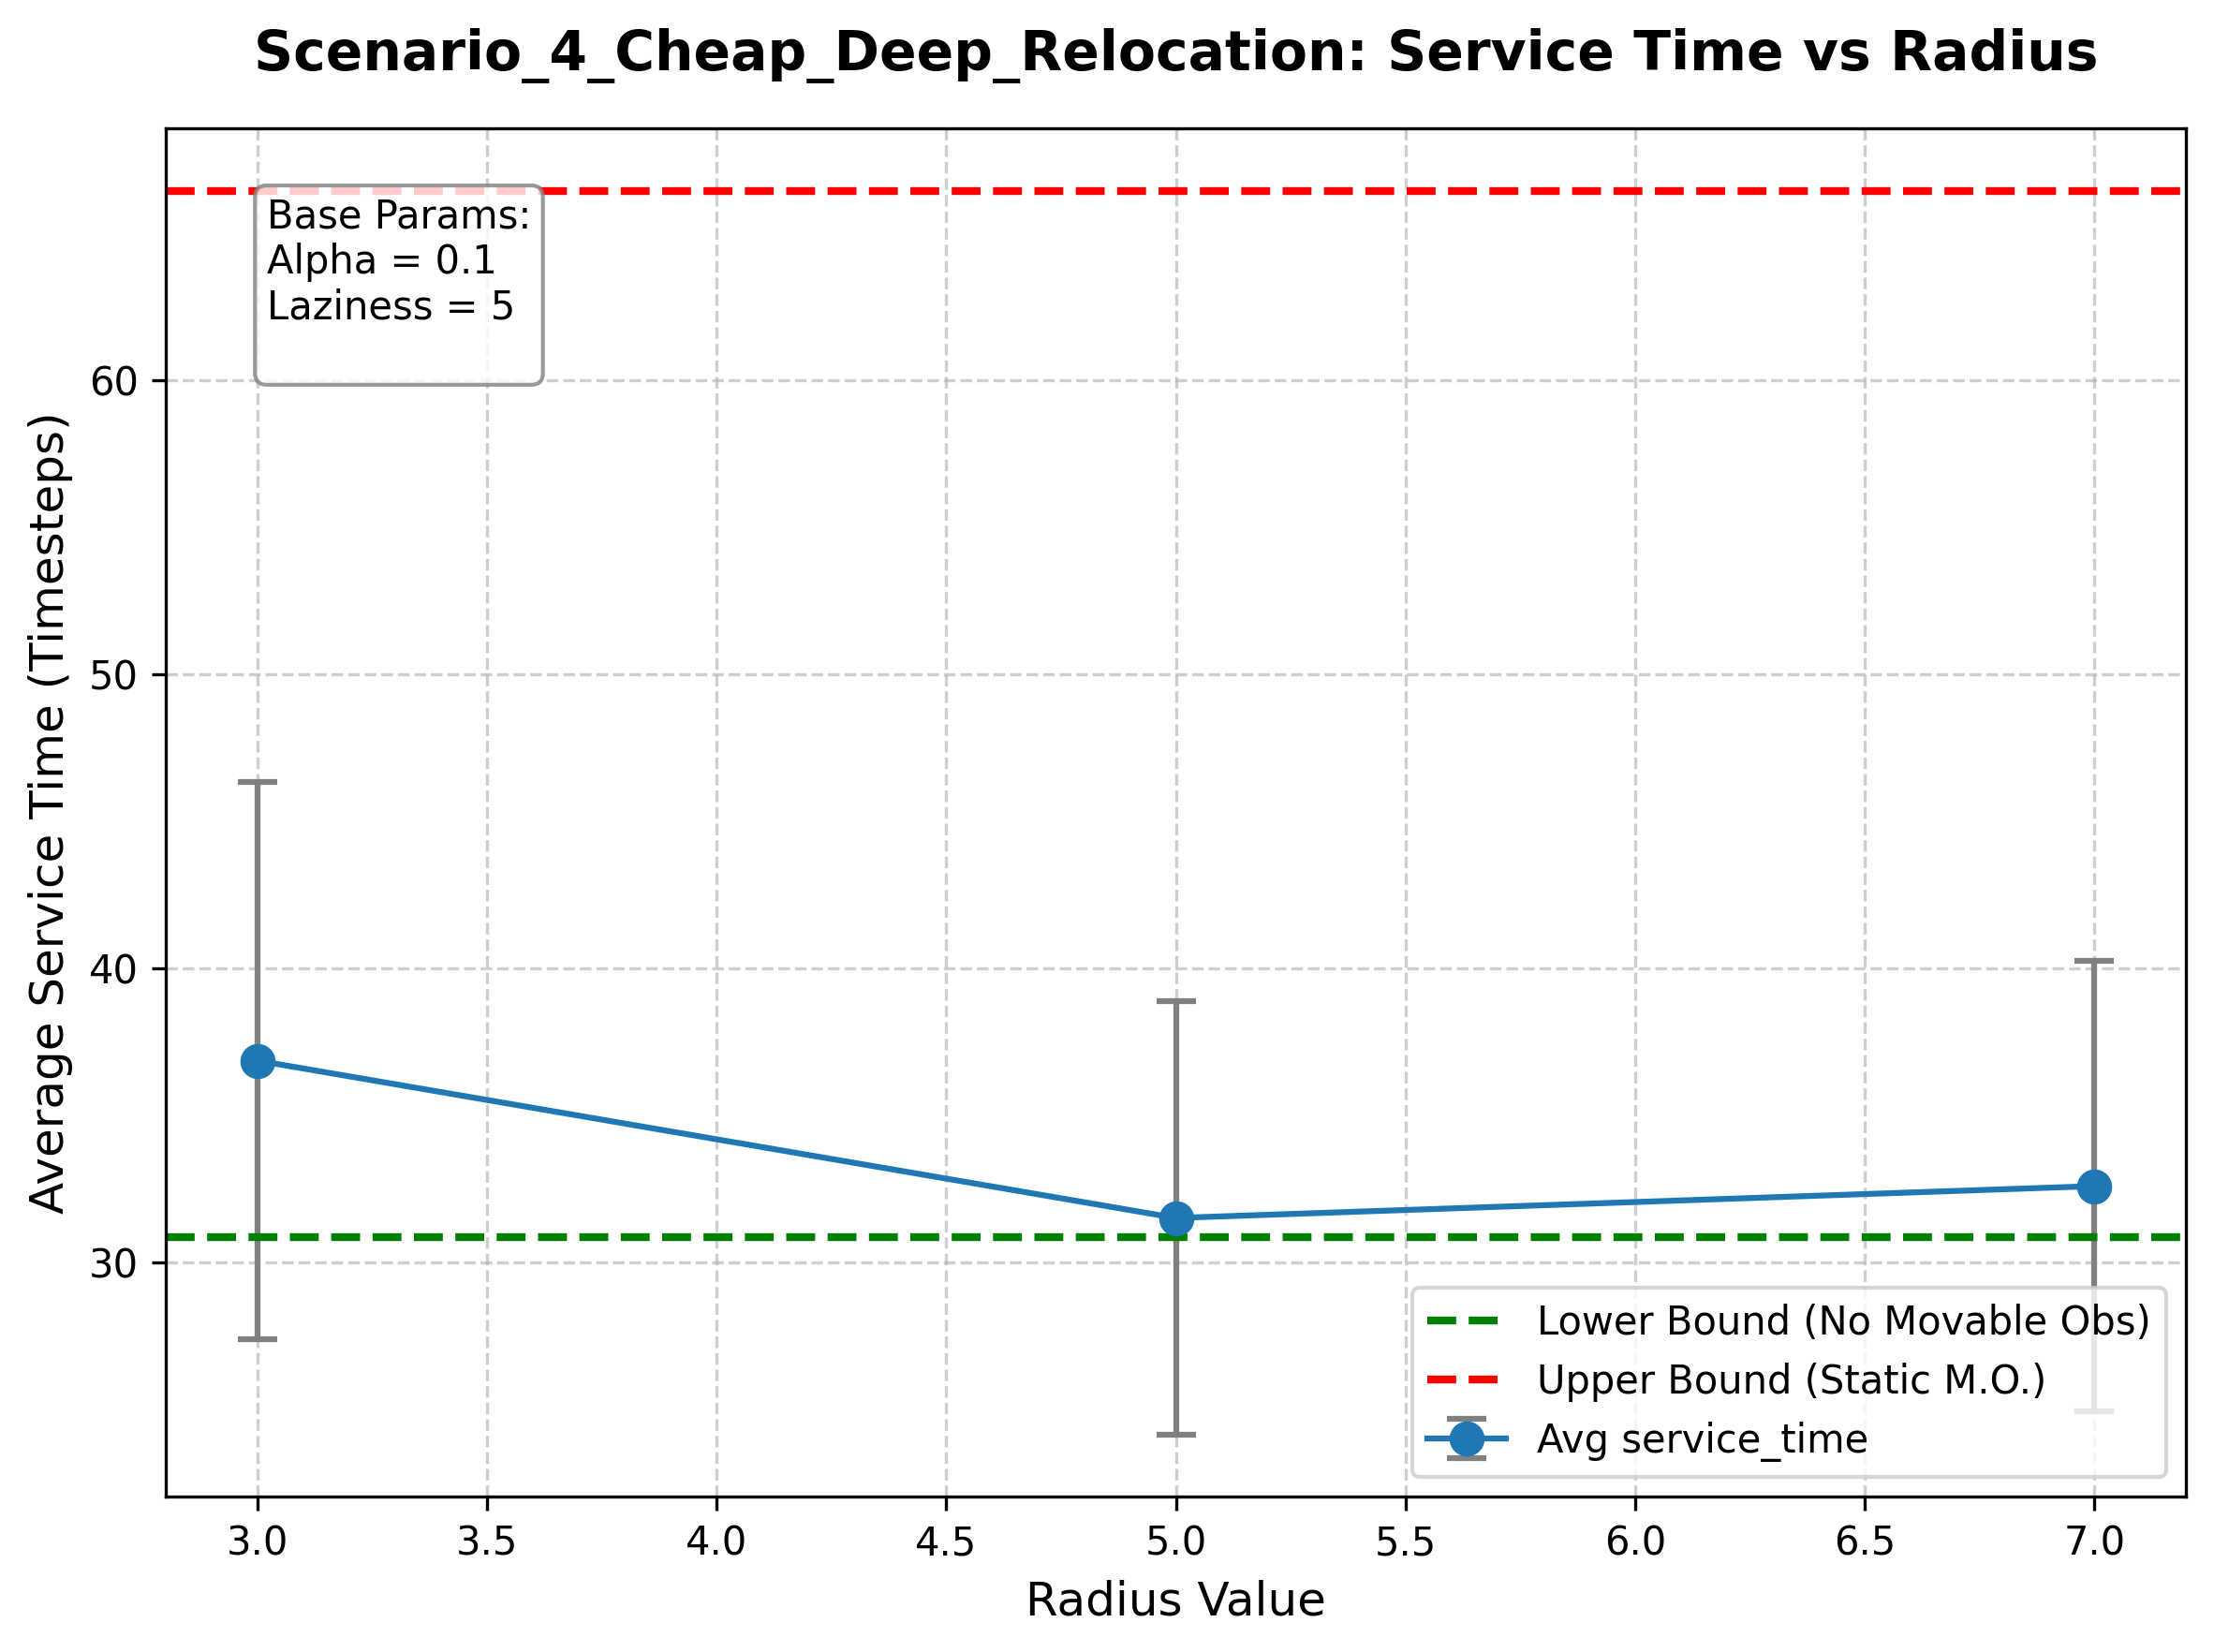 Scenario_4_Cheap_Deep_Relocation: Service Time vs Radius
Base Params:
Alpha = 0.1
Laziness = 5
Average Service Time (Timesteps)
60
50
40
30
Lower Bound (No Movable Obs)
Upper Bound (Static M.O.)
Avg service_time
3.0 3.5 4.0 4.5 5.0 5.5 6.0 6.5 7.0
Radius Value